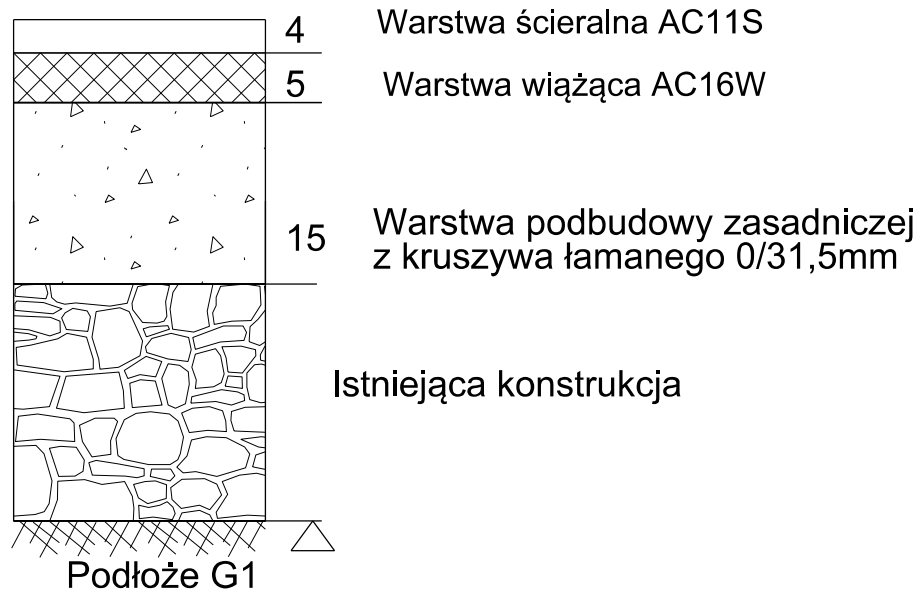 4 Warstwa ścieralna AC11S
5 Warstwa wiążąca AC16W
15 Warstwa podbudowy zasadniczej
z kruszywa łamanego 0/31,5mm
Istniejąca konstrukcja
Podłoże G1